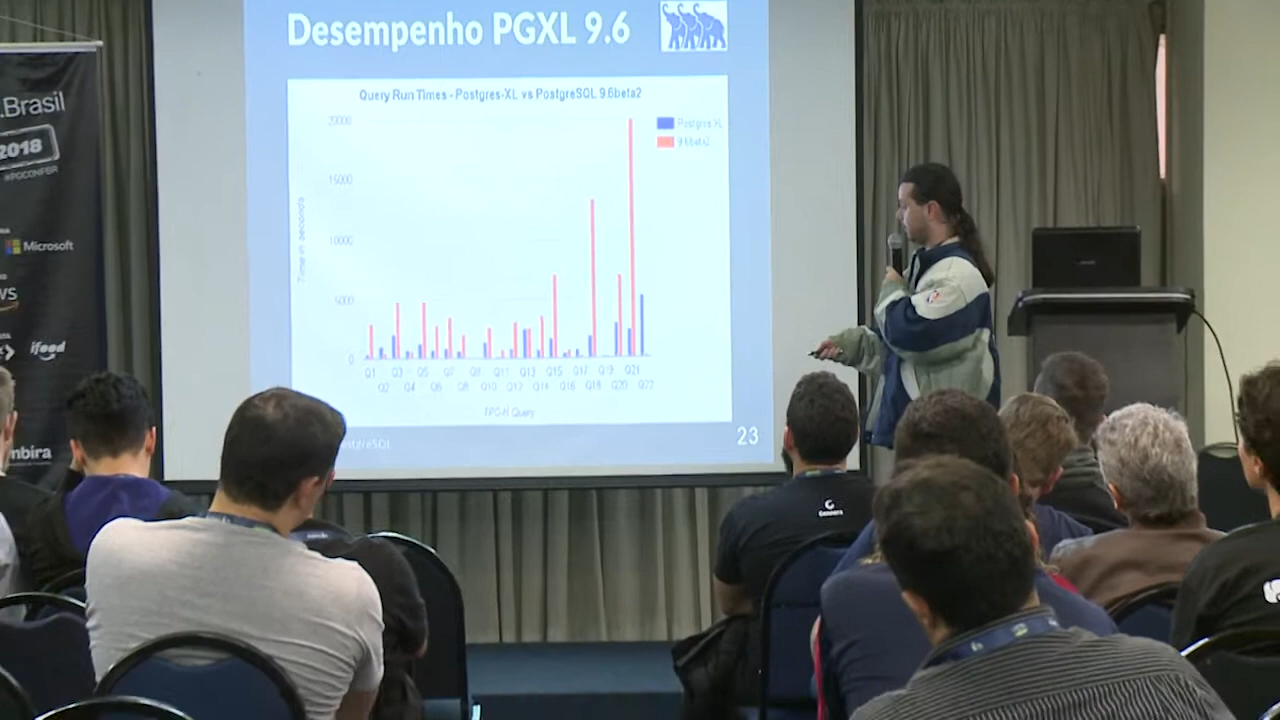 Desempenho PGXL 9.6
Query Run Times - Postgres-XL vs PostgreSQL 9.6beta2
20000
15000
10000
5000
0
Time in seconds
Postgres XL
9.6beta2
Q1 Q3 Q5 Q7 Q9 Q11 Q13 Q15 Q17 Q19 Q21
Q2 Q4 Q6 Q8 Q10 Q12 Q14 Q16 Q18 Q20 Q22
TPC-H Query
23
.Brasil
2018
#PGCONFBR
Microsoft
ifood